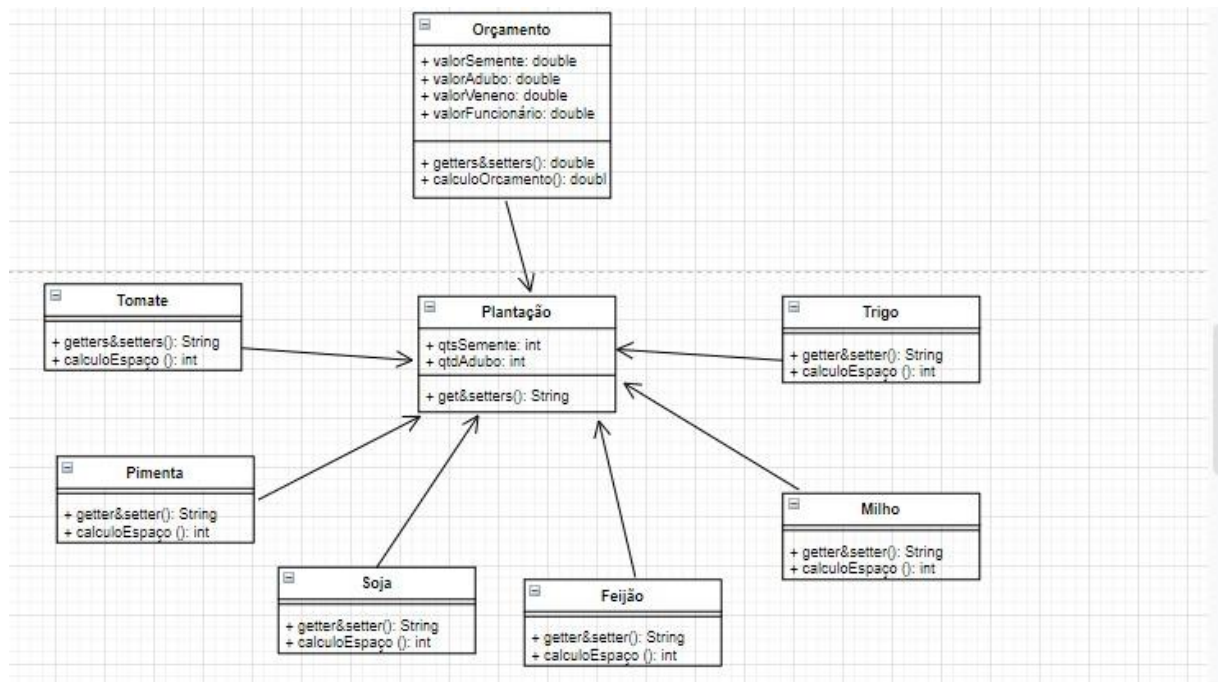 Orçamento
+ valorSemente: double
+ valorAdubo: double
+ valorVeneno: double
+ valorFuncionário: double
+ getters&setters(): double
+ calculoOrcamento(): doubl
Tomate
+ getters&setters(): String
+ calculoEspaço (): int
Plantação
+ qtsSemente: int
+ qtdAdubo: int
+ get&setters(): String
Trigo
+ getter&setter(): String
+ calculoEspaço (): int
Pimenta
+ getter&setter(): String
+ calculoEspaço (): int
Milho
+ getter&setter(): String
+ calculoEspaço (): int
Soja
+ getter&setter(): String
+ calculoEspaço (): int
Feijão
+ getter&setter(): String
+ calculoEspaço (): int